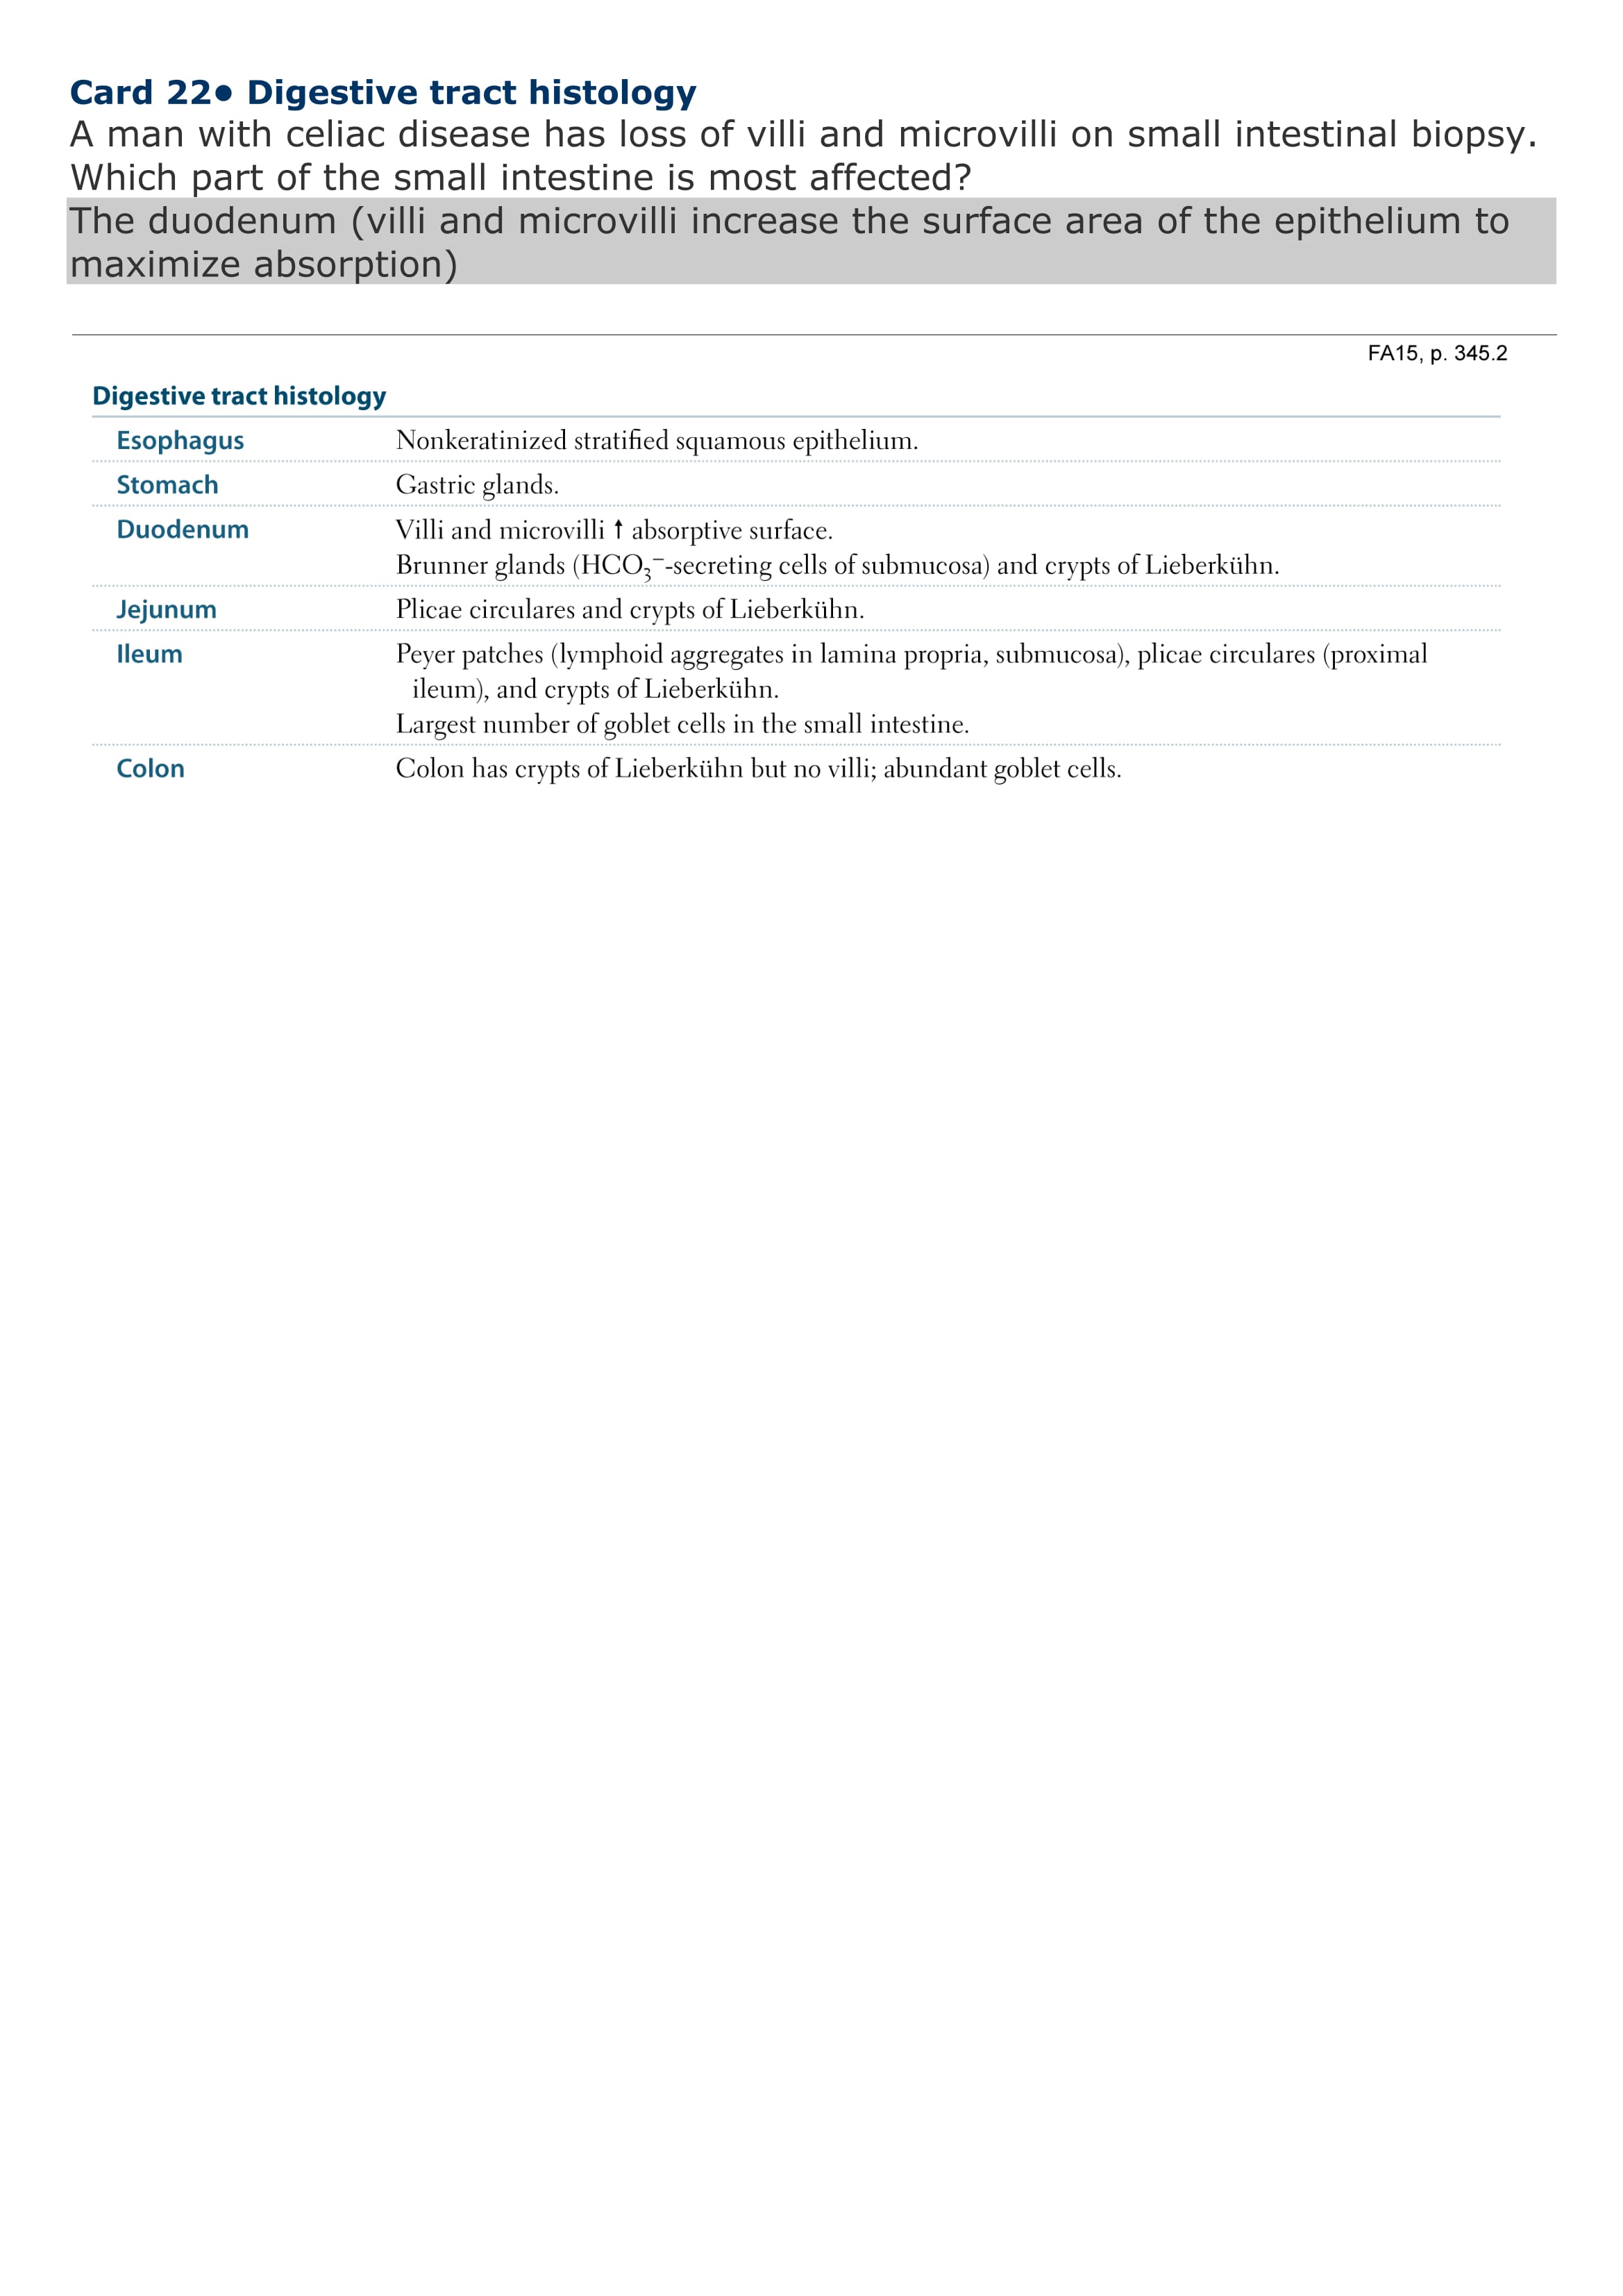 Card 22• Digestive tract histology
A man with celiac disease has loss of villi and microvilli on small intestinal biopsy.
Which part of the small intestine is most affected?
The duodenum (villi and microvilli increase the surface area of the epithelium to
maximize absorption)
FA15, p. 345.2
Digestive tract histology
Esophagus Nonkeratinized stratified squamous epithelium.
Stomach Gastric glands.
Duodenum Villi and microvilli ↑ absorptive surface.
Brunner glands (HCO₃⁻-secreting cells of submucosa) and crypts of Lieberkühn.
Jejunum Plicae circulares and crypts of Lieberkühn.
Ileum Peyer patches (lymphoid aggregates in lamina propria, submucosa), plicae circulares (proximal
ileum), and crypts of Lieberkühn.
Largest number of goblet cells in the small intestine.
Colon Colon has crypts of Lieberkühn but no villi; abundant goblet cells.